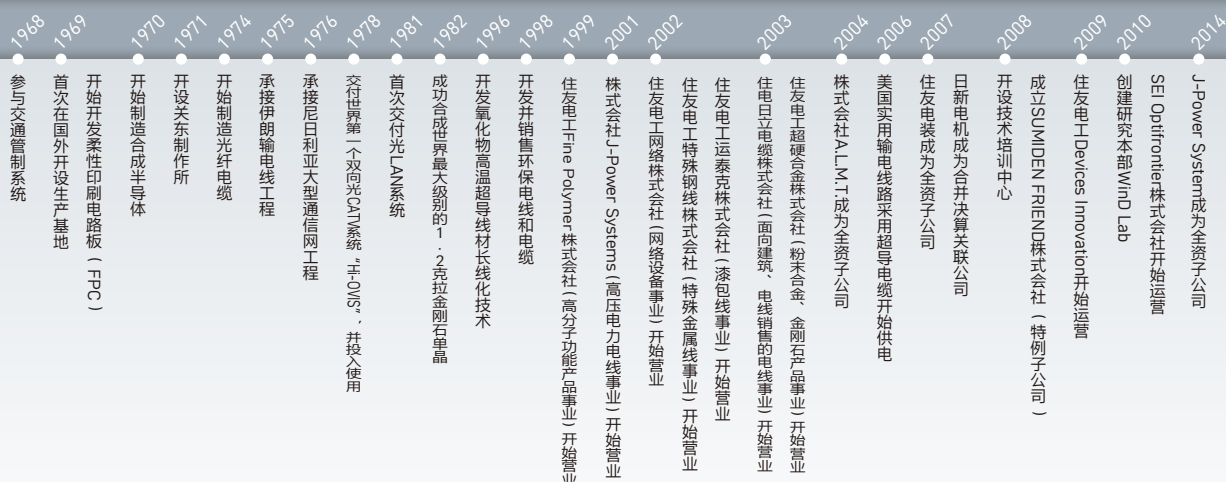 1968
参与交通管制系统
1969
首次在国外开设生产基地
开始开发柔性印刷电路板(FPC)
1970
开始制造合成半导体
1971
开设关东制作所
1974
开始制造光纤电缆
1975
承接伊朗输电线工程
1976
承接尼日利亚大型通信网工程
1978
交付世界第一个双向光CATV系统“HI-OVIS”,并投入使用
1981
首次交付光LAN系统
1982
成功合成世界最大级别的1.2克拉金刚石单晶
1996
开发氧化物高温超导线材长线化技术
1998
开发并销售环保电线和电缆
1999
住友电工Fine Polymer 株式会社(高分子功能产品事业)开始营业
2001
株式会社J-Power Systems(高压电力电线事业)开始营业
2002
住友电工网络株式会社(网络设备事业)开始营业
住友电工特殊钢线株式会社(特殊金属线事业)开始营业
住友电工运泰克株式会社(漆包线事业)开始营业
2003
住电日立电缆株式会社(面向建筑、电线销售的电线事业)开始营业
住友电工超硬合金株式会社(粉末合金、金刚石产品事业)开始营业
2004
株式会社A.L.M.T.成为全资子公司
2006
美国实用输电线路采用超导电缆开始供电
2007
住友电装成为全资子公司
日新电机成为合并决算关联公司
2008
开设技术培训中心
成立SUMIDEN FRIEND株式会社(特例子公司)
2009
住友电工Devices Innovation开始运营
2010
创建研究本部WinD Lab
SEI Optifrontier株式会社开始运营
2014
J-Power System成为全资子公司